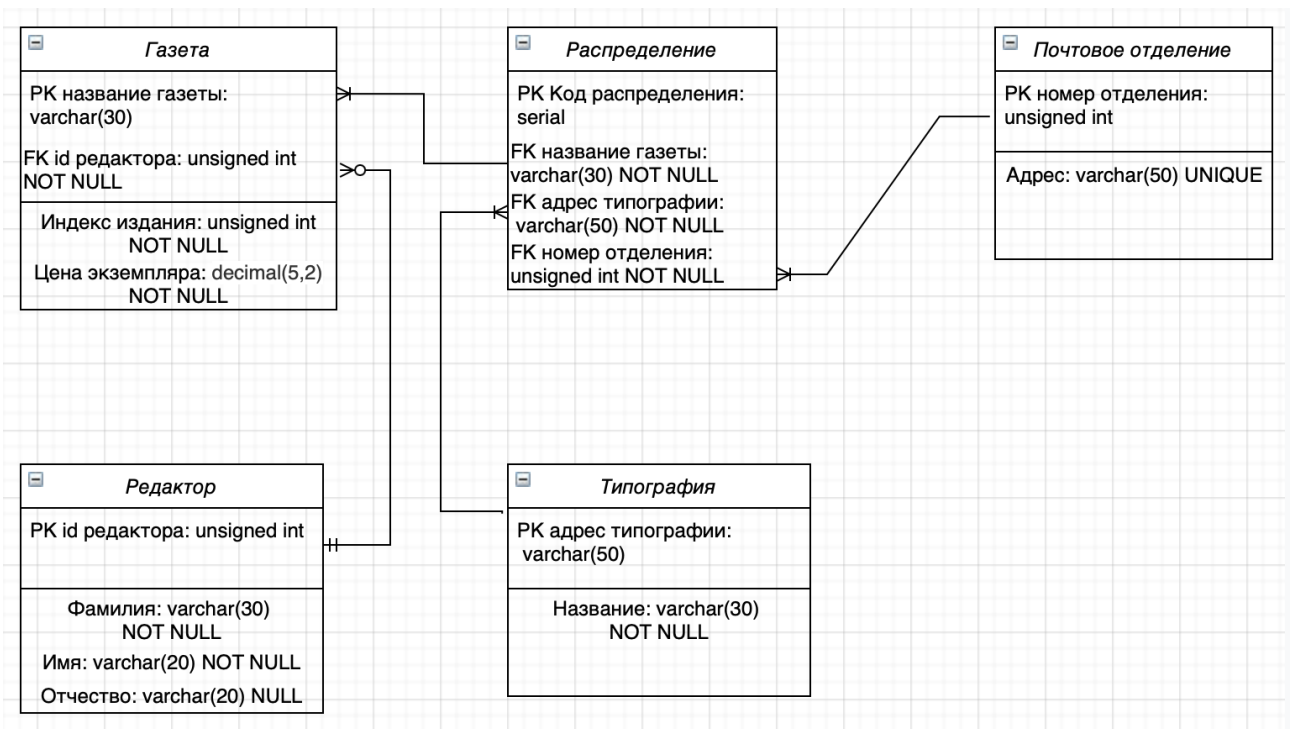 Газета
PK название газеты:
varchar(30)
FK id редактора: unsigned int
NOT NULL
Индекс издания: unsigned int
NOT NULL
Цена экземпляра: decimal(5,2)
NOT NULL
Распределение
PK Код распределения:
serial
FK название газеты:
varchar(30) NOT NULL
FK адрес типографии:
varchar(50) NOT NULL
FK номер отделения:
unsigned int NOT NULL
Почтовое отделение
PK номер отделения:
unsigned int
Адрес: varchar(50) UNIQUE
Редактор
PK id редактора: unsigned int
Фамилия: varchar(30)
NOT NULL
Имя: varchar(20) NOT NULL
Отчество: varchar(20) NULL
Типография
PK адрес типографии:
varchar(50)
Название: varchar(30)
NOT NULL